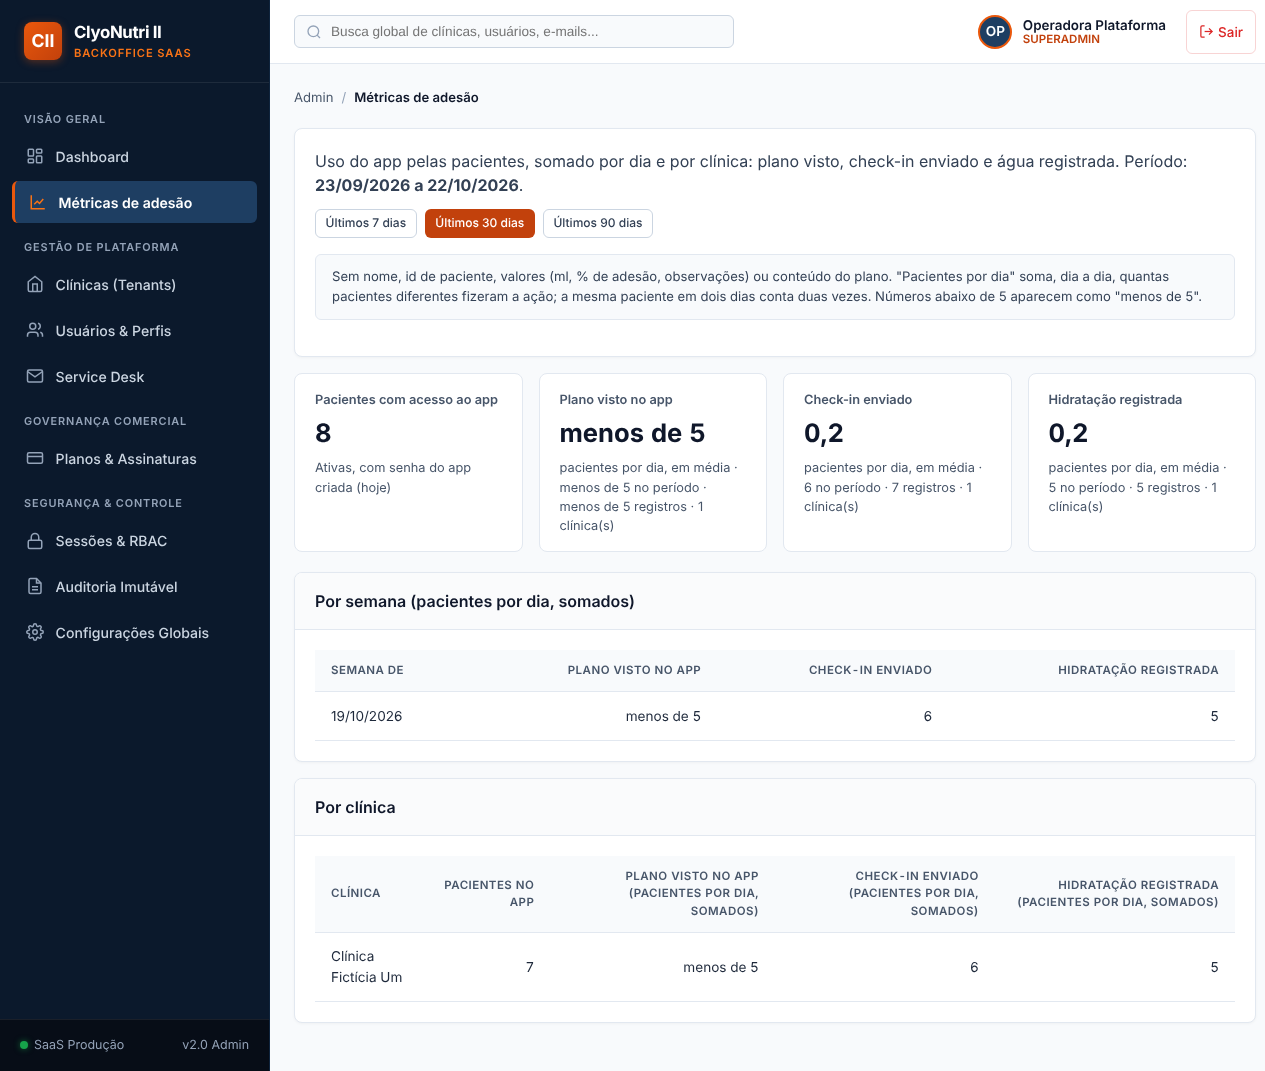 CII
ClyoNutri II
BACKOFFICE SAAS
VISÃO GERAL
Dashboard
Métricas de adesão
GESTÃO DE PLATAFORMA
Clínicas (Tenants)
Usuários & Perfis
Service Desk
GOVERNANÇA COMERCIAL
Planos & Assinaturas
SEGURANÇA & CONTROLE
Sessões & RBAC
Auditoria Imutável
Configurações Globais
SaaS Produção
v2.0 Admin
Busca global de clínicas, usuários, e-mails...
OP
Operadora Plataforma
SUPERADMIN
Sair
Admin / Métricas de adesão
Uso do app pelas pacientes, somado por dia e por clínica: plano visto, check-in enviado e água registrada. Período:
23/09/2026 a 22/10/2026.
Últimos 7 dias
Últimos 30 dias
Últimos 90 dias
Sem nome, id de paciente, valores (ml, % de adesão, observações) ou conteúdo do plano. "Pacientes por dia" soma, dia a dia, quantas
pacientes diferentes fizeram a ação; a mesma paciente em dois dias conta duas vezes. Números abaixo de 5 aparecem como "menos de 5".
Pacientes com acesso ao app
8
Ativas, com senha do app
criada (hoje)
Plano visto no app
menos de 5
pacientes por dia, em média ·
menos de 5 no período ·
menos de 5 registros · 1
clínica(s)
Check-in enviado
0,2
pacientes por dia, em média ·
6 no período · 7 registros · 1
clínica(s)
Hidratação registrada
0,2
pacientes por dia, em média ·
5 no período · 5 registros · 1
clínica(s)
Por semana (pacientes por dia, somados)
SEMANA DE PLANO VISTO NO APP CHECK-IN ENVIADO HIDRATAÇÃO REGISTRADA
19/10/2026 menos de 5 6 5
Por clínica
CLÍNICA
PACIENTES NO
APP
PLANO VISTO NO APP
(PACIENTES POR DIA,
SOMADOS)
CHECK-IN ENVIADO
(PACIENTES POR DIA,
SOMADOS)
HIDRATAÇÃO REGISTRADA
(PACIENTES POR DIA, SOMADOS)
Clínica
Fictícia Um
7
menos de 5
6
5